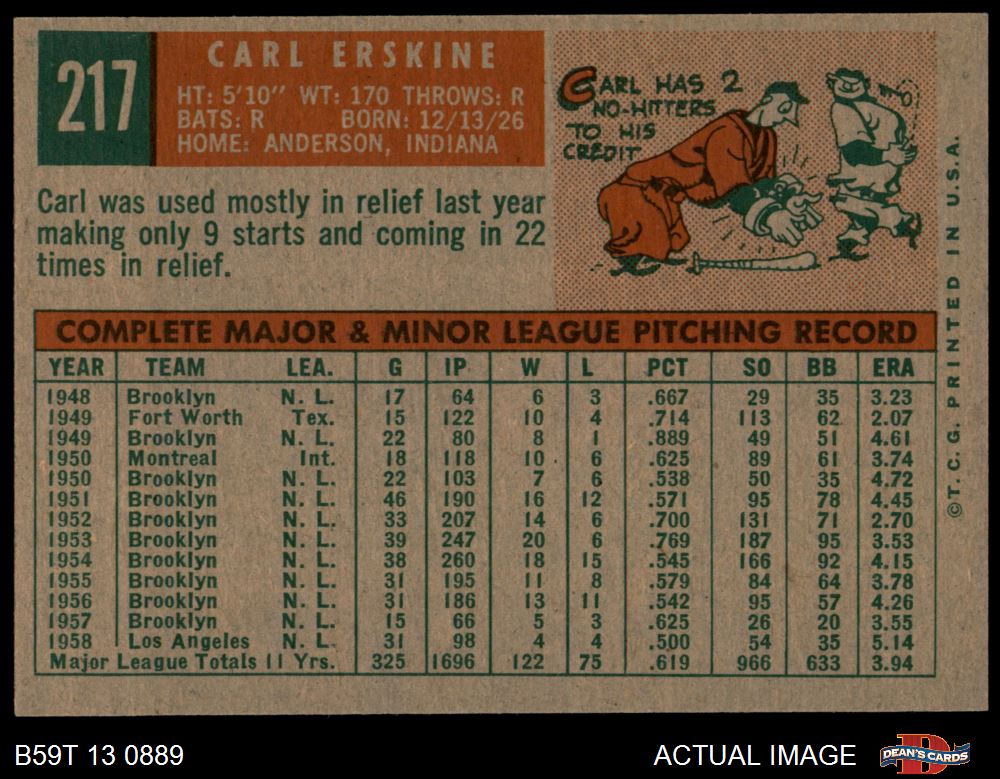 217
CARL ERSKINE
HT: 5'10" WT: 170 THROWS: R
BATS: R BORN: 12/13/26
HOME: ANDERSON, INDIANA
Carl was used mostly in relief last year
making only 9 starts and coming in 22
times in relief.
CARL HAS 2
NO-HITTERS
TO HIS
CREDIT
COMPLETE MAJOR & MINOR LEAGUE PITCHING RECORD
YEAR TEAM LEA. G IP W L PCT SO BB ERA
1948 Brooklyn N. L. 17 64 6 3 .667 29 35 3.23
1949 Fort Worth Tex. 15 122 10 4 .714 113 62 2.07
1949 Brooklyn N. L. 22 80 8 1 .889 49 51 4.61
1950 Montreal Int. 18 118 10 6 .625 89 61 3.74
1950 Brooklyn N. L. 22 103 7 6 .538 50 35 4.72
1951 Brooklyn N. L. 46 190 16 12 .571 95 78 4.45
1952 Brooklyn N. L. 33 207 14 6 .700 131 71 2.70
1953 Brooklyn N. L. 39 247 20 6 .769 187 95 3.53
1954 Brooklyn N. L. 38 260 18 15 .545 166 92 4.15
1955 Brooklyn N. L. 31 195 11 8 .579 84 64 3.78
1956 Brooklyn N. L. 31 186 13 11 .542 95 57 4.26
1957 Brooklyn N. L. 15 66 5 3 .625 26 20 3.55
1958 Los Angeles N. L. 31 98 4 4 .500 54 35 5.14
Major League Totals 11 Yrs. 325 1696 122 75 .619 966 633 3.94
©T. C. G. PRINTED IN U.S.A.
B59T 13 0889
ACTUAL IMAGE
D
DEAN'S CARDS